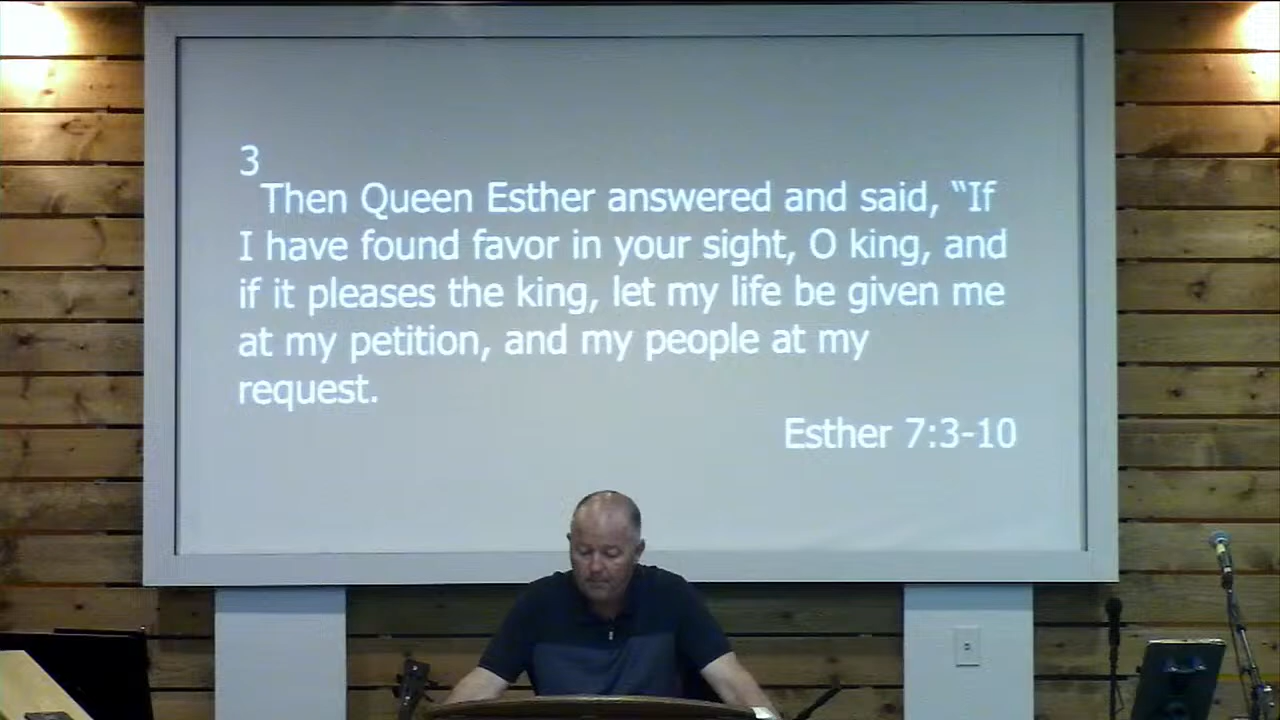 3
Then Queen Esther answered and said, “If
I have found favor in your sight, O king, and
if it pleases the king, let my life be given me
at my petition, and my people at my
request.
Esther 7:3-10